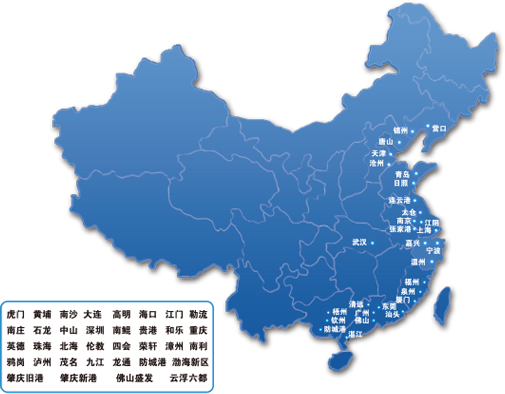 营口
锦州
唐山
天津
沧州
青岛
日照
连云港
太仓
南京 江阴
张家港 上海
武汉
嘉兴
宁波
温州
福州
泉州
厦门
清远 东莞
梧州 广州 汕头
钦州 佛山
防城港
湛江
虎门 黄埔 南沙 大连 高明 海口 江门 勒流
南庄 石龙 中山 深圳 南鲲 贵港 和乐 重庆
英德 珠海 北海 伦教 四会 荣轩 漳州 南利
鸦岗 泸州 茂名 九江 龙通 防城港 渤海新区
肇庆旧港 肇庆新港 佛山盛发 云浮六都